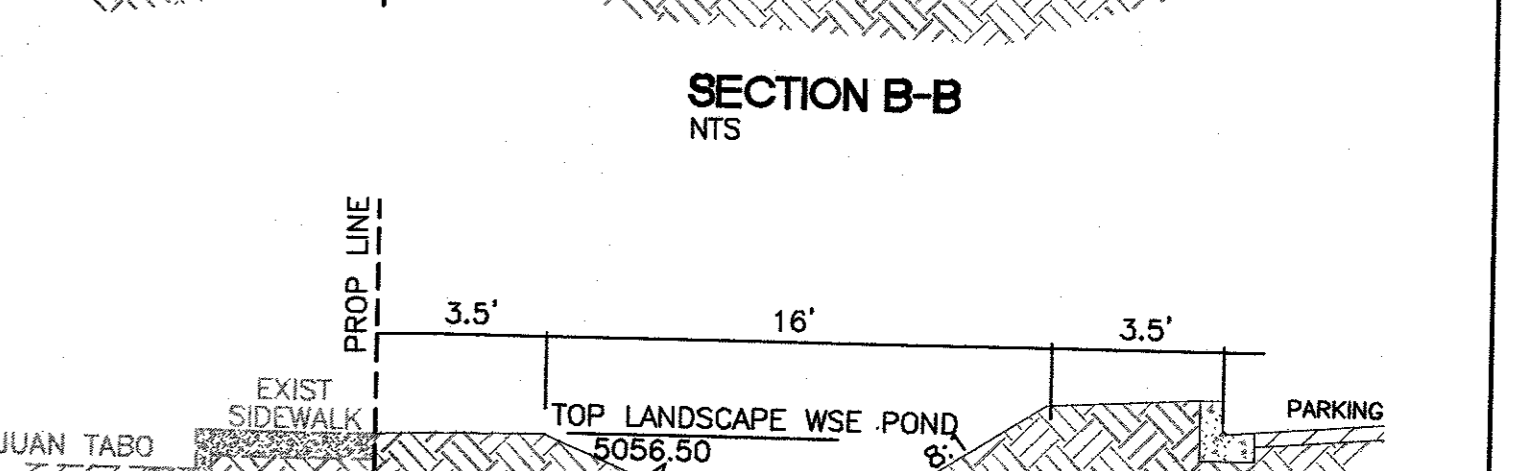 SECTION B-B
NTS
PROP LINE
3.5'
16'
3.5'
EXIST
SIDEWALK
JUAN TABO
TOP LANDSCAPE WSE POND
5056.50
8:1
PARKING